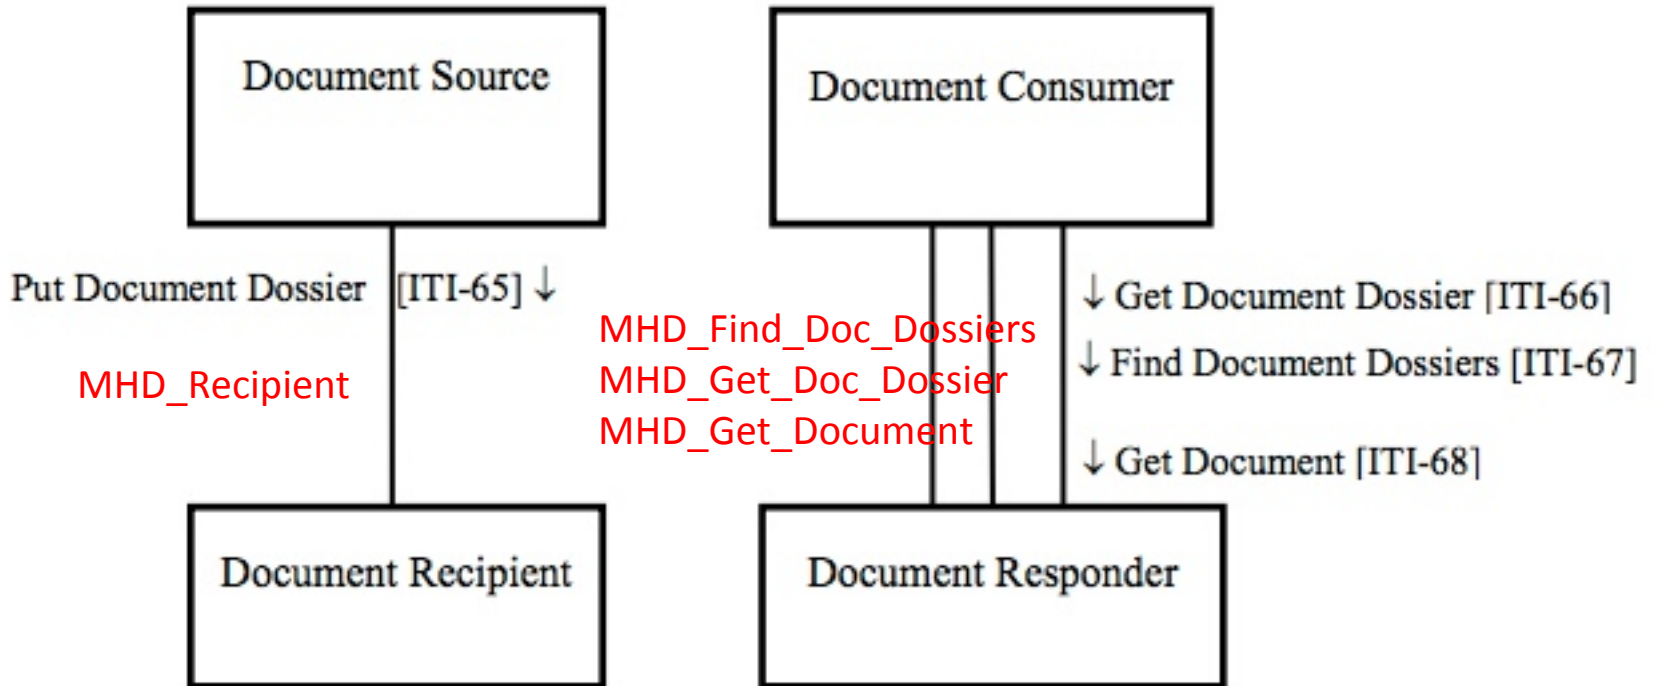 Document Source
Document Consumer
Put Document Dossier [ITI-65] ↓
↓ Get Document Dossier [ITI-66]
MHD_Find_Doc_Dossiers
↓ Find Document Dossiers [ITI-67]
MHD_Recipient
MHD_Get_Doc_Dossier
MHD_Get_Document
↓ Get Document [ITI-68]
Document Recipient
Document Responder